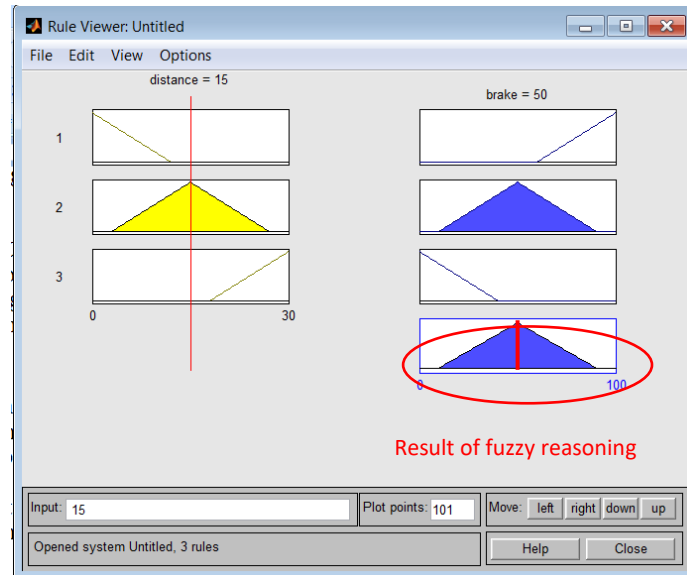 Rule Viewer: Untitled
File Edit View Options
distance = 15
brake = 50
1
2
3
0 30
0 100
Result of fuzzy reasoning
Input: 15 Plot points: 101 Move: left right down up
Opened system Untitled, 3 rules Help Close